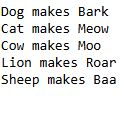 Dog makes Bark
Cat makes Meow
Cow makes Moo
Lion makes Roar
Sheep makes Baa